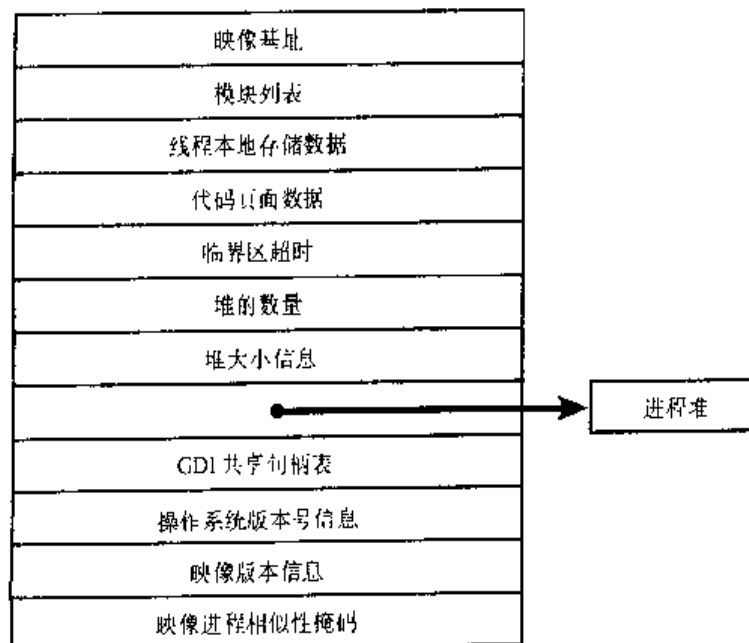 映像基址
模块列表
线程本地存储数据
代码页面数据
临界区超时
堆的数量
堆大小信息
进程堆
GDI 共享句柄表
操作系统版本号信息
映像版本信息
映像进程相似性掩码